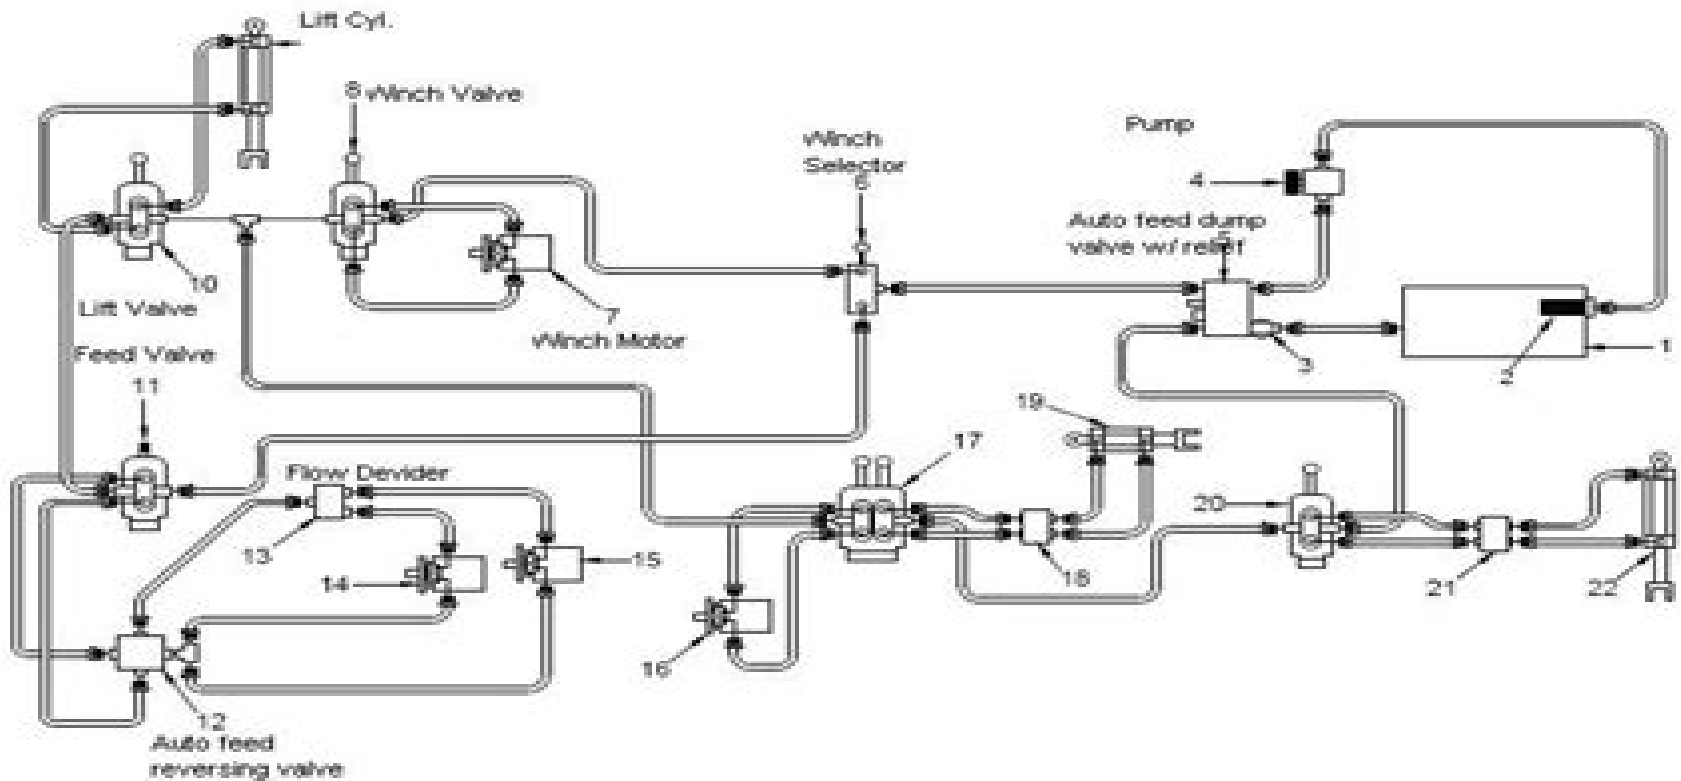 Lift Cyl.
8
Winch Valve
Winch
Selector
6
Pump
4
Auto feed dump
valve w/ relief
5
10
Lift Valve
7
Winch Motor
Feed Valve
11
3
2
1
19
17
Flow Devider
13
14
15
20
18
21
22
16
12
Auto feed
reversing valve